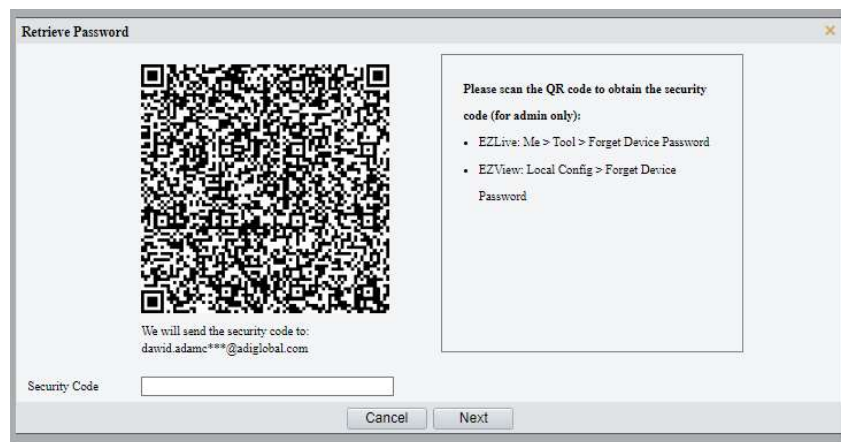 Retrieve Password
Please scan the QR code to obtain the security
code (for admin only):
• EZLive: Me > Tool > Forget Device Password
• EZView: Local Config > Forget Device
Password
We will send the security code to:
dawid.adamc***@adiglobal.com
Security Code
Cancel
Next